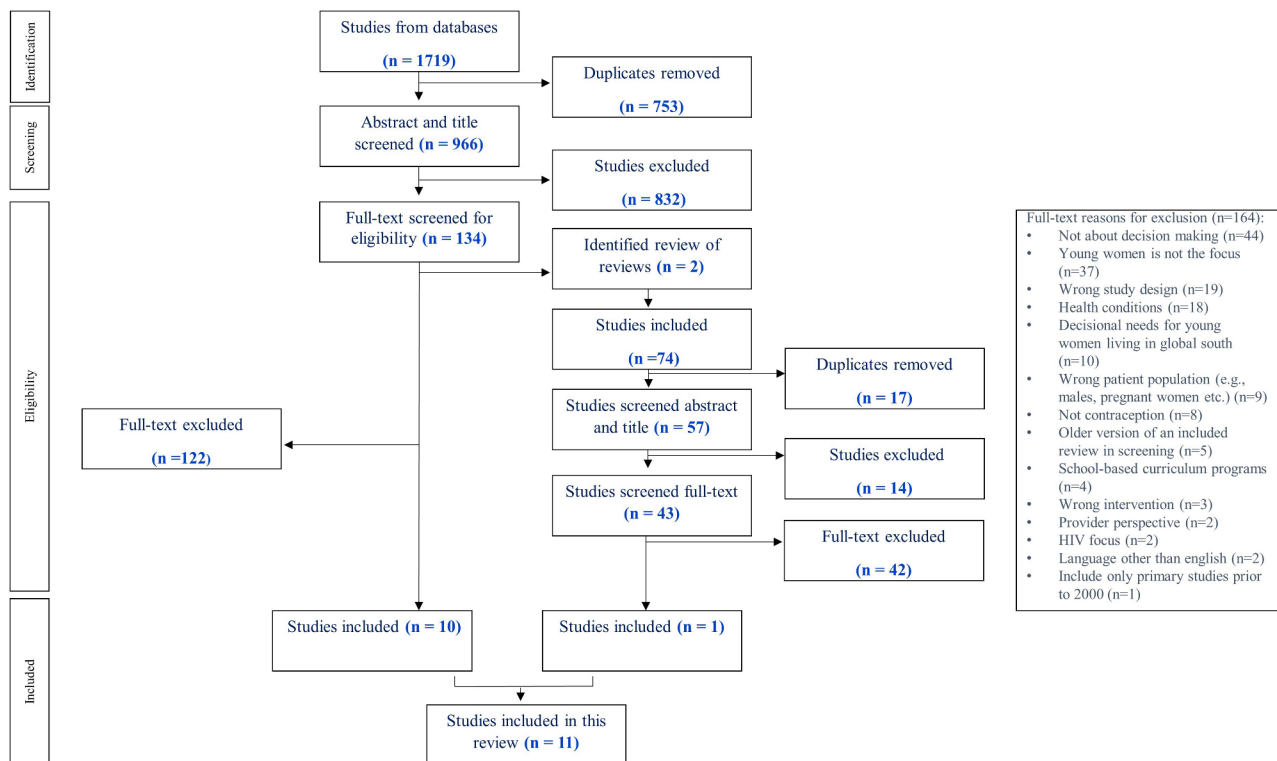 Identification
Studies from databases
(n = 1719)
Duplicates removed
(n = 753)
Screening
Abstract and title
screened (n = 966)
Studies excluded
(n = 832)
Eligibility
Full-text screened for
eligibility (n = 134)
Identified review of
reviews (n = 2)
Studies included
(n =74)
Duplicates removed
(n = 17)
Studies screened abstract
and title (n = 57)
Full-text excluded
(n =122)
Studies excluded
(n = 14)
Studies screened full-text
(n = 43)
Full-text excluded
(n = 42)
Full-text reasons for exclusion (n=164):
• Not about decision making (n=44)
• Young women is not the focus
(n=37)
• Wrong study design (n=19)
• Health conditions (n=18)
• Decisional needs for young
women living in global south
(n=10)
• Wrong patient population (e.g.,
males, pregnant women etc.) (n=9)
• Not contraception (n=8)
• Older version of an included
review in screening (n=5)
• School-based curriculum programs
(n=4)
• Wrong intervention (n=3)
• Provider perspective (n=2)
• HIV focus (n=2)
• Language other than english (n=2)
• Include only primary studies prior
to 2000 (n=1)
Included
Studies included (n = 10)
Studies included (n = 1)
Studies included in this
review (n = 11)